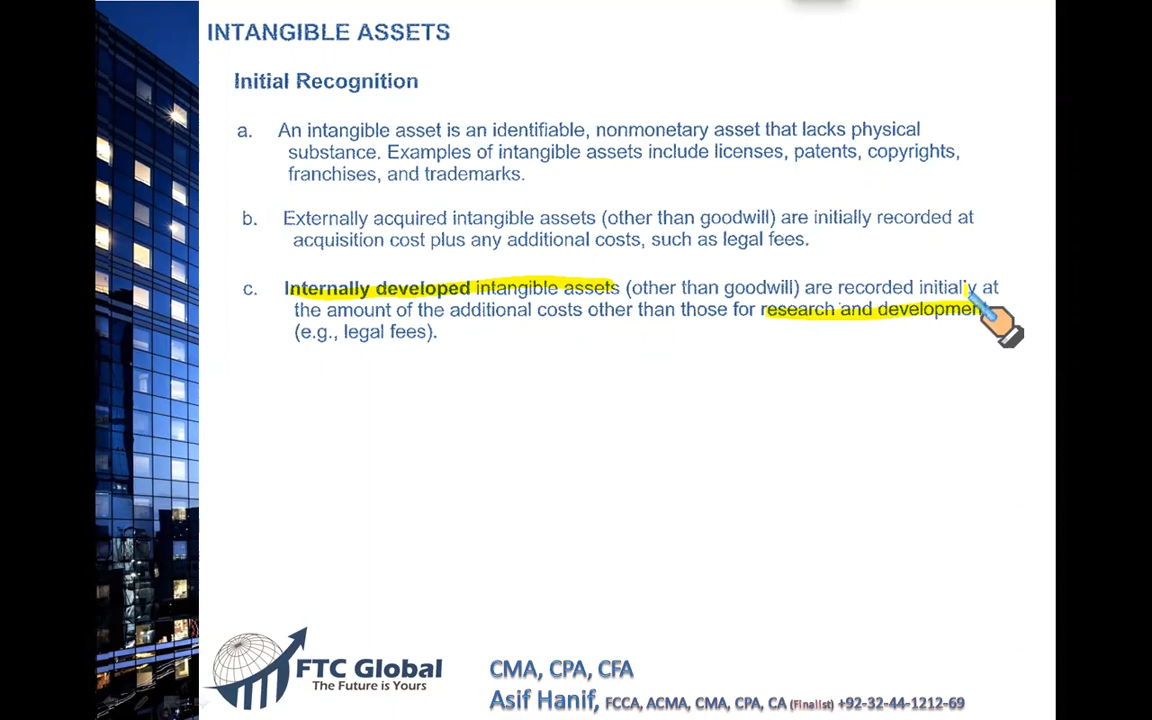 INTANGIBLE ASSETS
Initial Recognition
a. An intangible asset is an identifiable, nonmonetary asset that lacks physical
substance. Examples of intangible assets include licenses, patents, copyrights,
franchises, and trademarks.
b. Externally acquired intangible assets (other than goodwill) are initially recorded at
acquisition cost plus any additional costs, such as legal fees.
c. Internally developed intangible assets (other than goodwill) are recorded initially at
the amount of the additional costs other than those for research and development
(e.g., legal fees).
FTC Global
The Future is Yours
CMA, CPA, CFA
Asif Hanif, FCCA, ACMA, CMA, CPA, CA (Finalist) +92-32-44-1212-69